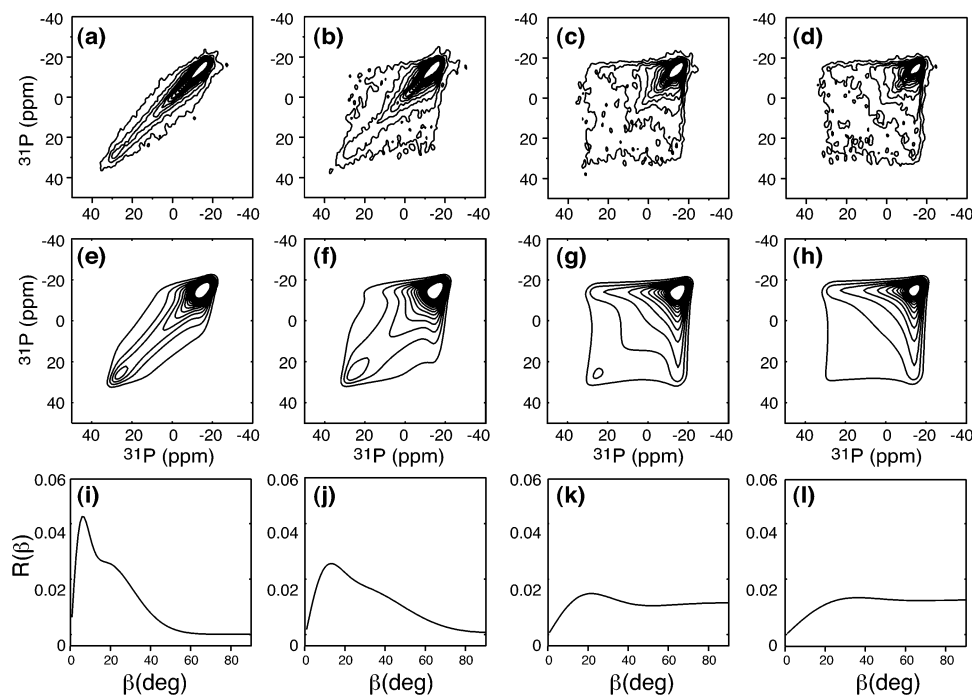 -40 -40 -40 -40
(a) (b) (c) (d)
-20 -20 -20 -20
31P (ppm) 0 0 0 0
20 20 20 20
40 40 40 40
40 20 0 -20 -40 40 20 0 -20 -40 40 20 0 -20 -40 40 20 0 -20 -40
-40 -40 -40 -40
(e) (f) (g) (h)
-20 -20 -20 -20
31P (ppm) 0 0 0 0
20 20 20 20
40 40 40 40
40 20 0 -20 -40 40 20 0 -20 -40 40 20 0 -20 -40 40 20 0 -20 -40
31P (ppm) 31P (ppm) 31P (ppm) 31P (ppm)
0.06 0.06 0.06 0.06
(i) (j) (k) (l)
0.04 0.04 0.04 0.04
R(β)
0.02 0.02 0.02 0.02
0 0 0 0
0 20 40 60 80 0 20 40 60 80 0 20 40 60 80 0 20 40 60 80
β(deg) β(deg) β(deg) β(deg)